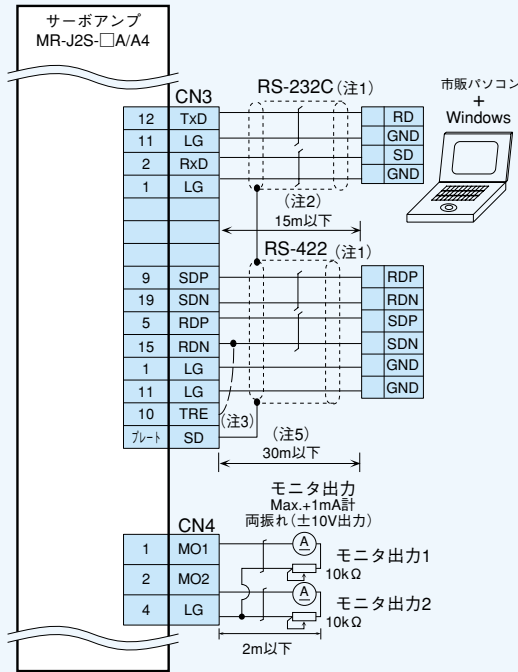 サーボアンプ
MR-J2S-□A/A4
CN3
RS-232C(注1)
市販パソコン
+
Windows
12 TxD RD
11 LG GND
2 RxD SD
1 LG GND
(注2)
15m以下
RS-422 (注1)
9 SDP RDP
19 SDN RDN
5 RDP SDP
15 RDN SDN
1 LG GND
11 LG GND
10 TRE (注3)
プレート SD (注5)
30m以下
モニタ出力
Max.+1mA計
両振れ(±10V出力)
CN4
1 MO1 A モニタ出力1
10kΩ
2 MO2 A モニタ出力2
4 LG 10kΩ
2m以下